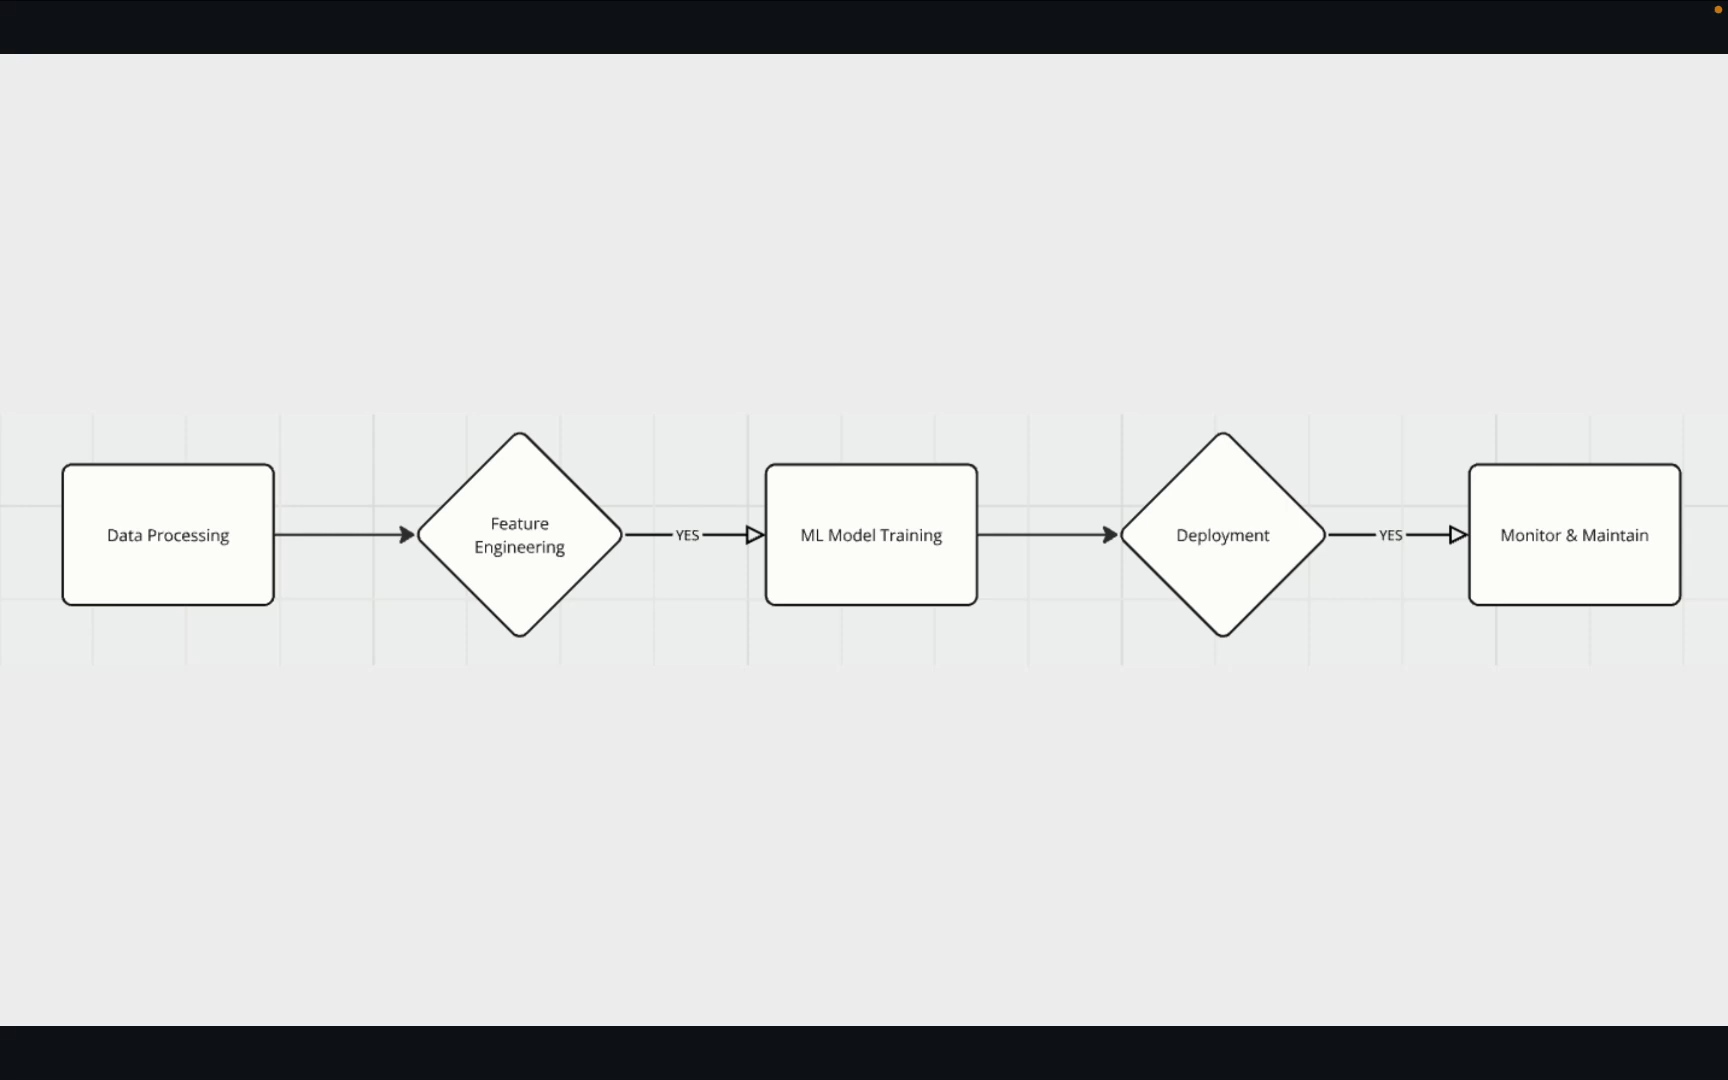 Data Processing
Feature
Engineering
YES
ML Model Training
Deployment
YES
Monitor & Maintain